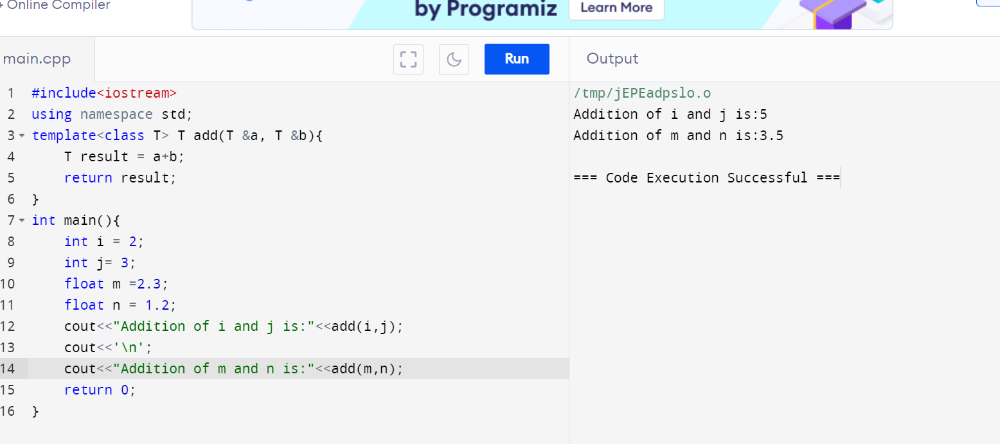 Online Compiler
by Programiz
Learn More
main.cpp
Run
Output
1 #include<iostream>
2 using namespace std;
3 template<class T> T add(T &a, T &b){
4     T result = a+b;
5     return result;
6 }
7 int main(){
8     int i = 2;
9     int j= 3;
10     float m =2.3;
11     float n = 1.2;
12     cout<<"Addition of i and j is:"<<add(i,j);
13     cout<<'\n';
14     cout<<"Addition of m and n is:"<<add(m,n);
15     return 0;
16 }
/tmp/jEPEadpslo.o
Addition of i and j is:5
Addition of m and n is:3.5
=== Code Execution Successful ===